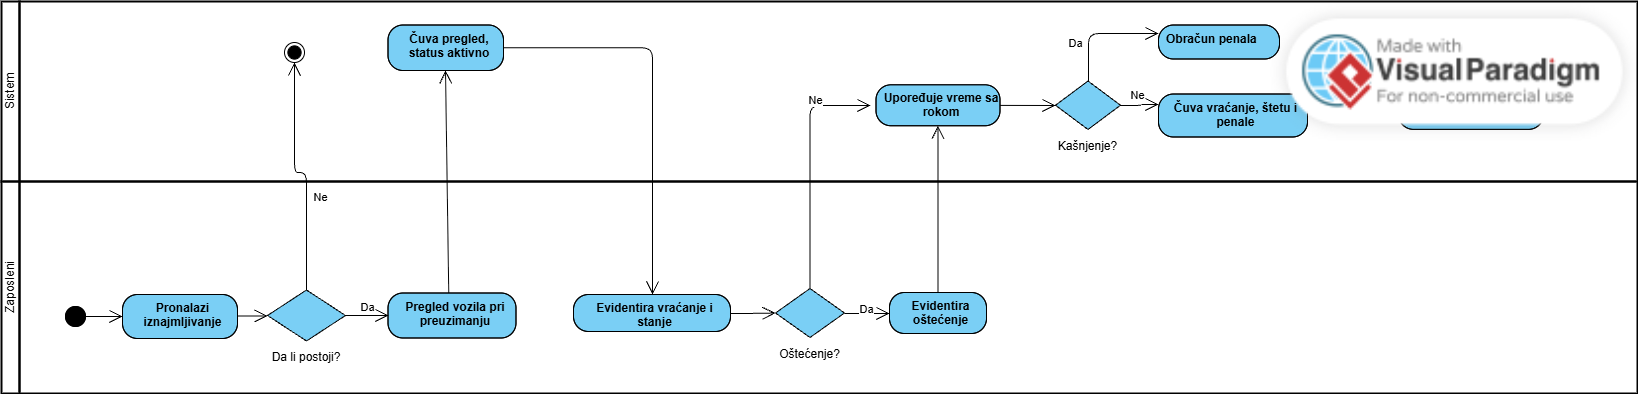 Sistem
Čuva pregled,
status aktivno
Da
Obračun penala
Made with
Visual Paradigm
For non-commercial use
Ne
Upoređuje vreme sa
rokom
Ne
Čuva vraćanje, štetu i
penale
Kašnjenje?
Ne
Zaposleni
Pronalazi
iznajmljivanje
Da
Pregled vozila pri
preuzimanju
Evidentira vraćanje i
stanje
Da
Evidentira
oštećenje
Da li postoji?
Oštećenje?